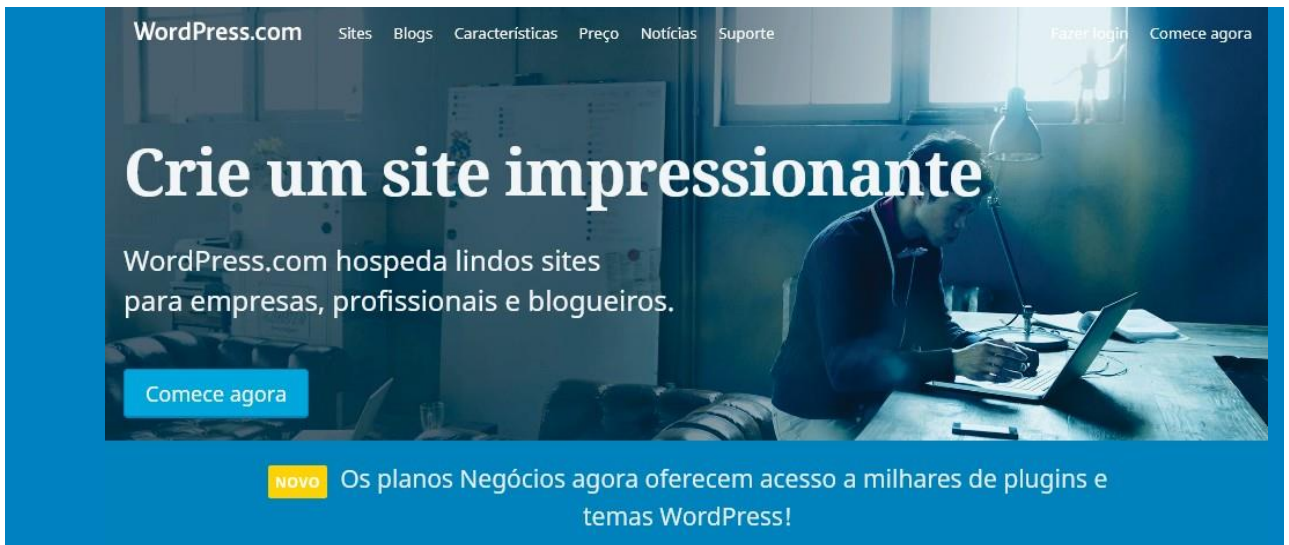 WordPress.com Sites Blogs Características Preço Notícias Suporte Fazer login Comece agora
Crie um site impressionante
WordPress.com hospeda lindos sites
para empresas, profissionais e blogueiros.
Comece agora
NOVO Os planos Negócios agora oferecem acesso a milhares de plugins e
temas WordPress!